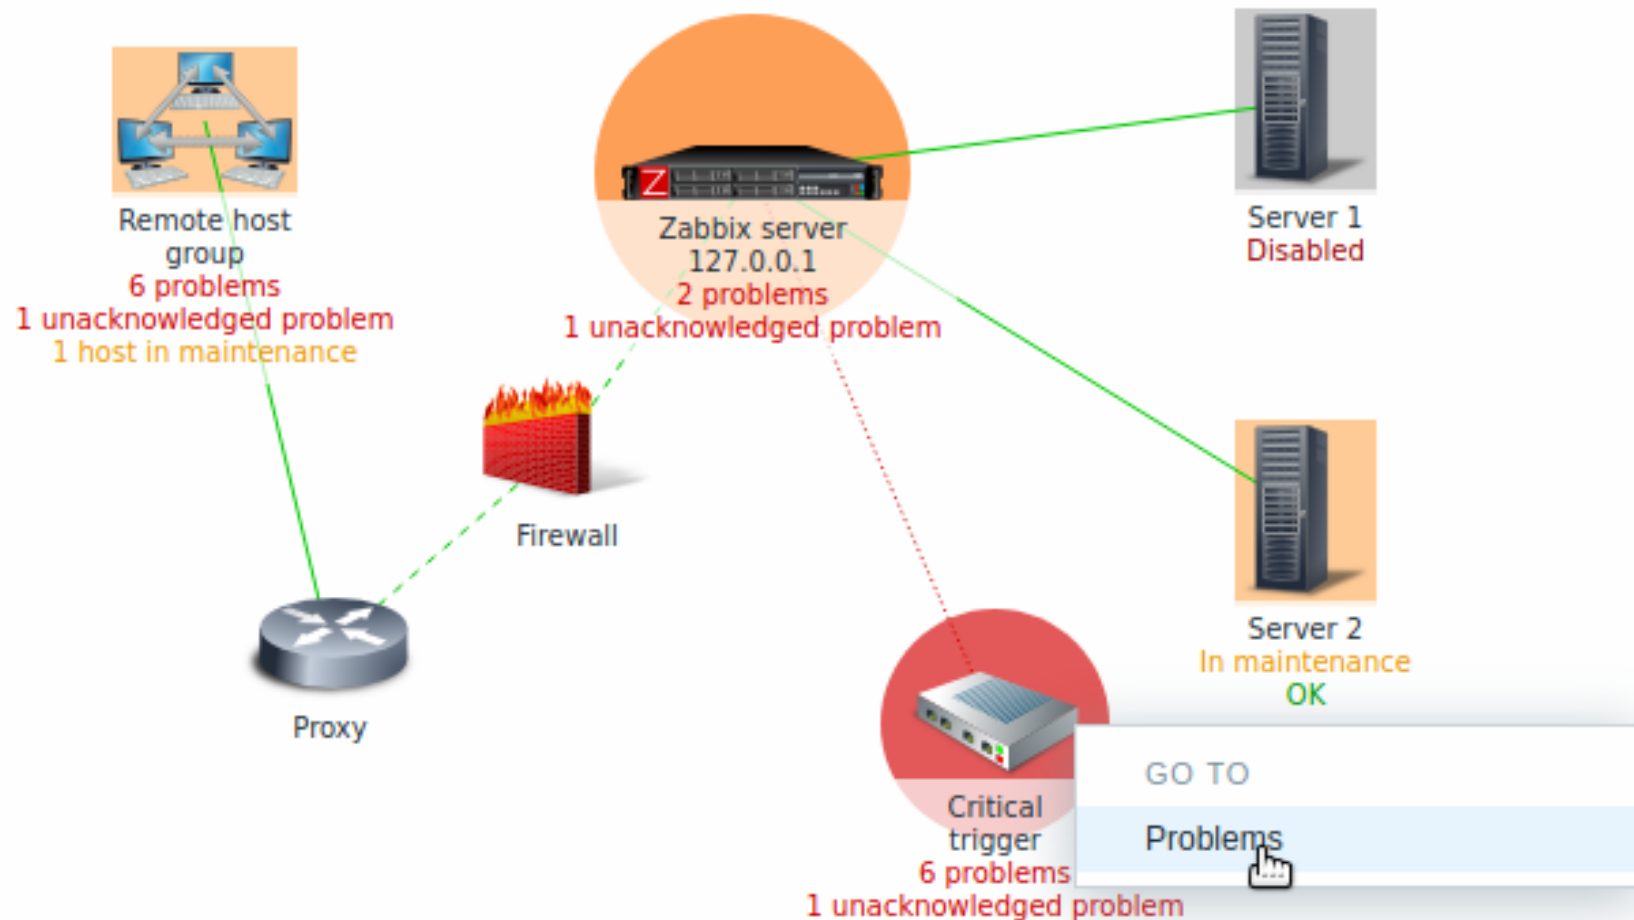 Remote host
group
6 problems
1 unacknowledged problem
1 host in maintenance
Z
Zabbix server
127.0.0.1
2 problems
1 unacknowledged problem
Server 1
Disabled
Firewall
Proxy
Server 2
In maintenance
OK
Critical
trigger
6 problems
1 unacknowledged problem
GO TO
Problems